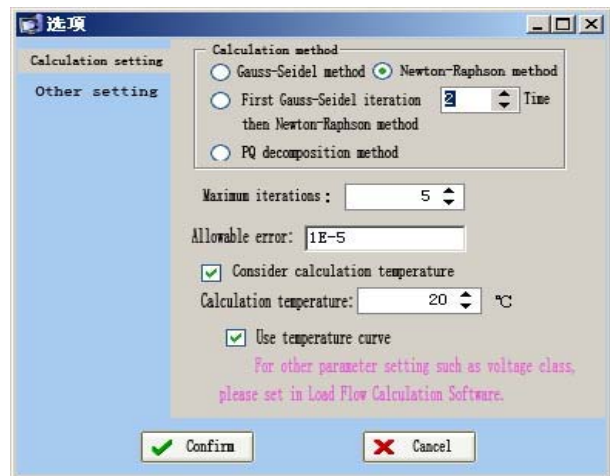 选项
Calculation setting
Other setting
Calculation method
Gauss-Seidel method Newton-Raphson method
First Gauss-Seidel iteration 2 Time
then Newton-Raphson method
PQ decomposition method
Maximum iterations: 5
Allowable error: 1E-5
Consider calculation temperature
Calculation temperature: 20 ℃
Use temperature curve
For other parameter setting such as voltage class,
please set in Load Flow Calculation Software.
Confirm Cancel